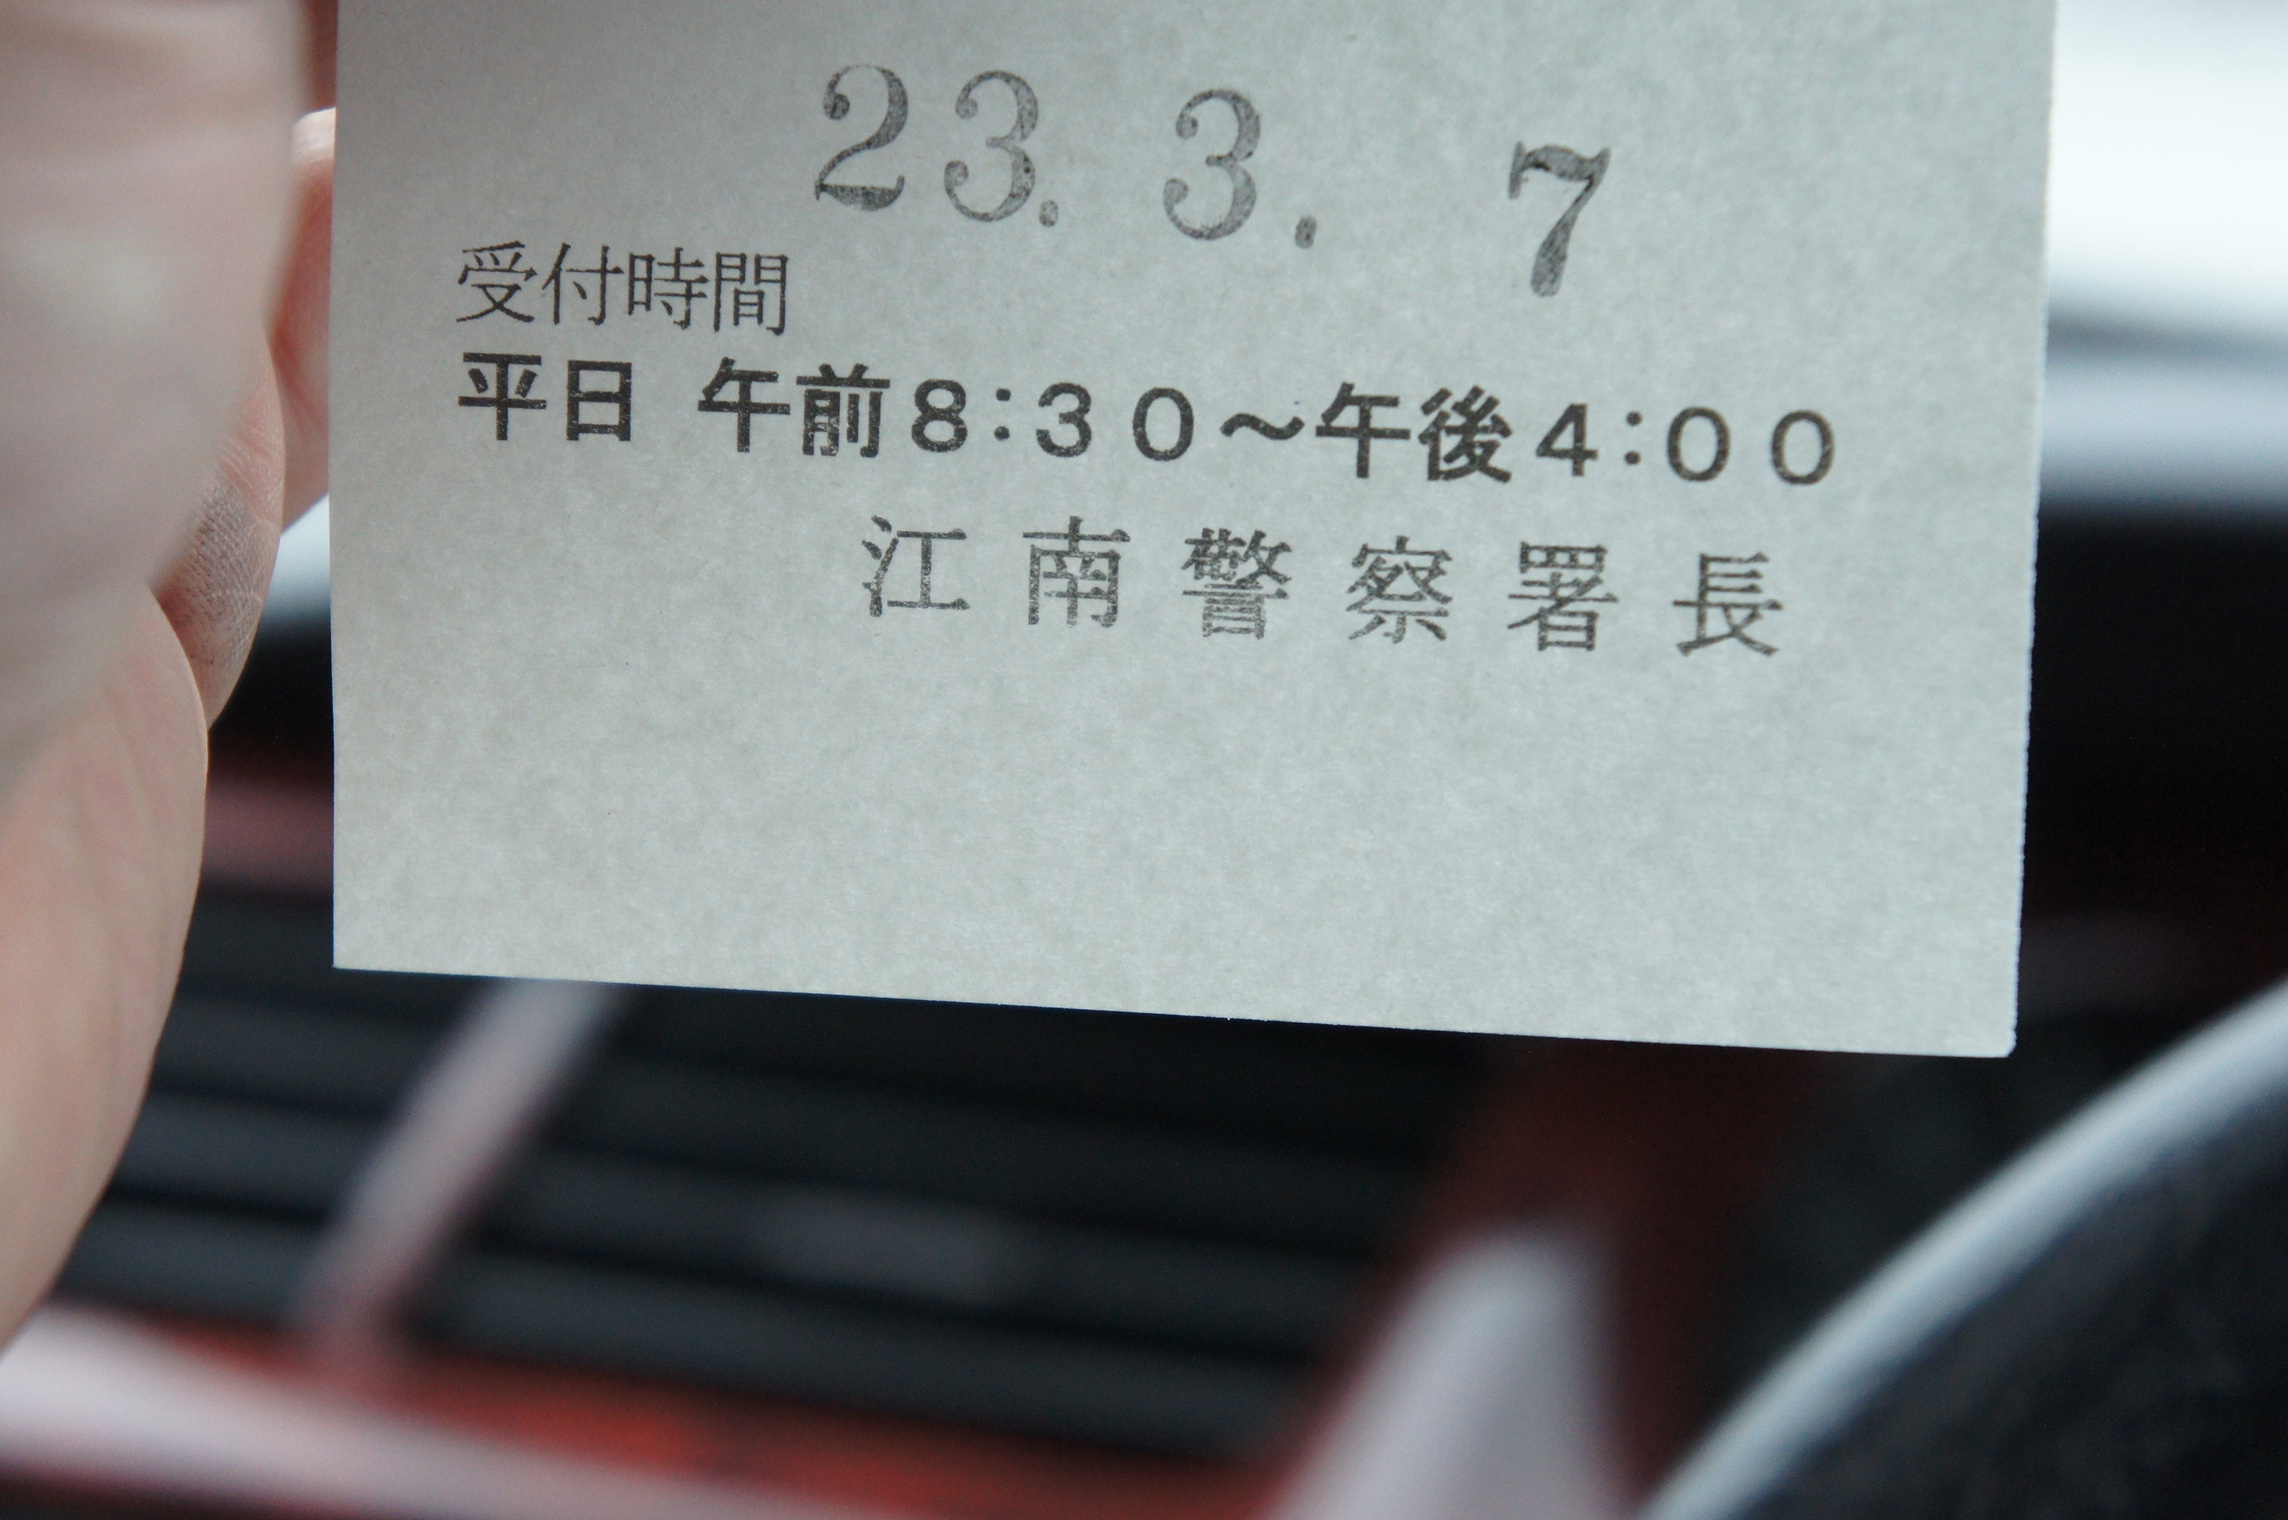 23. 3. 7
受付時間
平日 午前8:30～午後4:00
江南警察署長